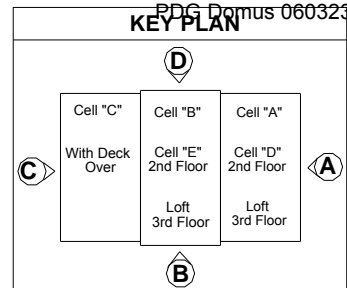 PDG Domus 060323
KEY PLAN
D
Cell "C"
With Deck
Over
Cell "B"
Cell "E"
2nd Floor
Loft
3rd Floor
Cell "A"
Cell "D"
2nd Floor
Loft
3rd Floor
C
A
B